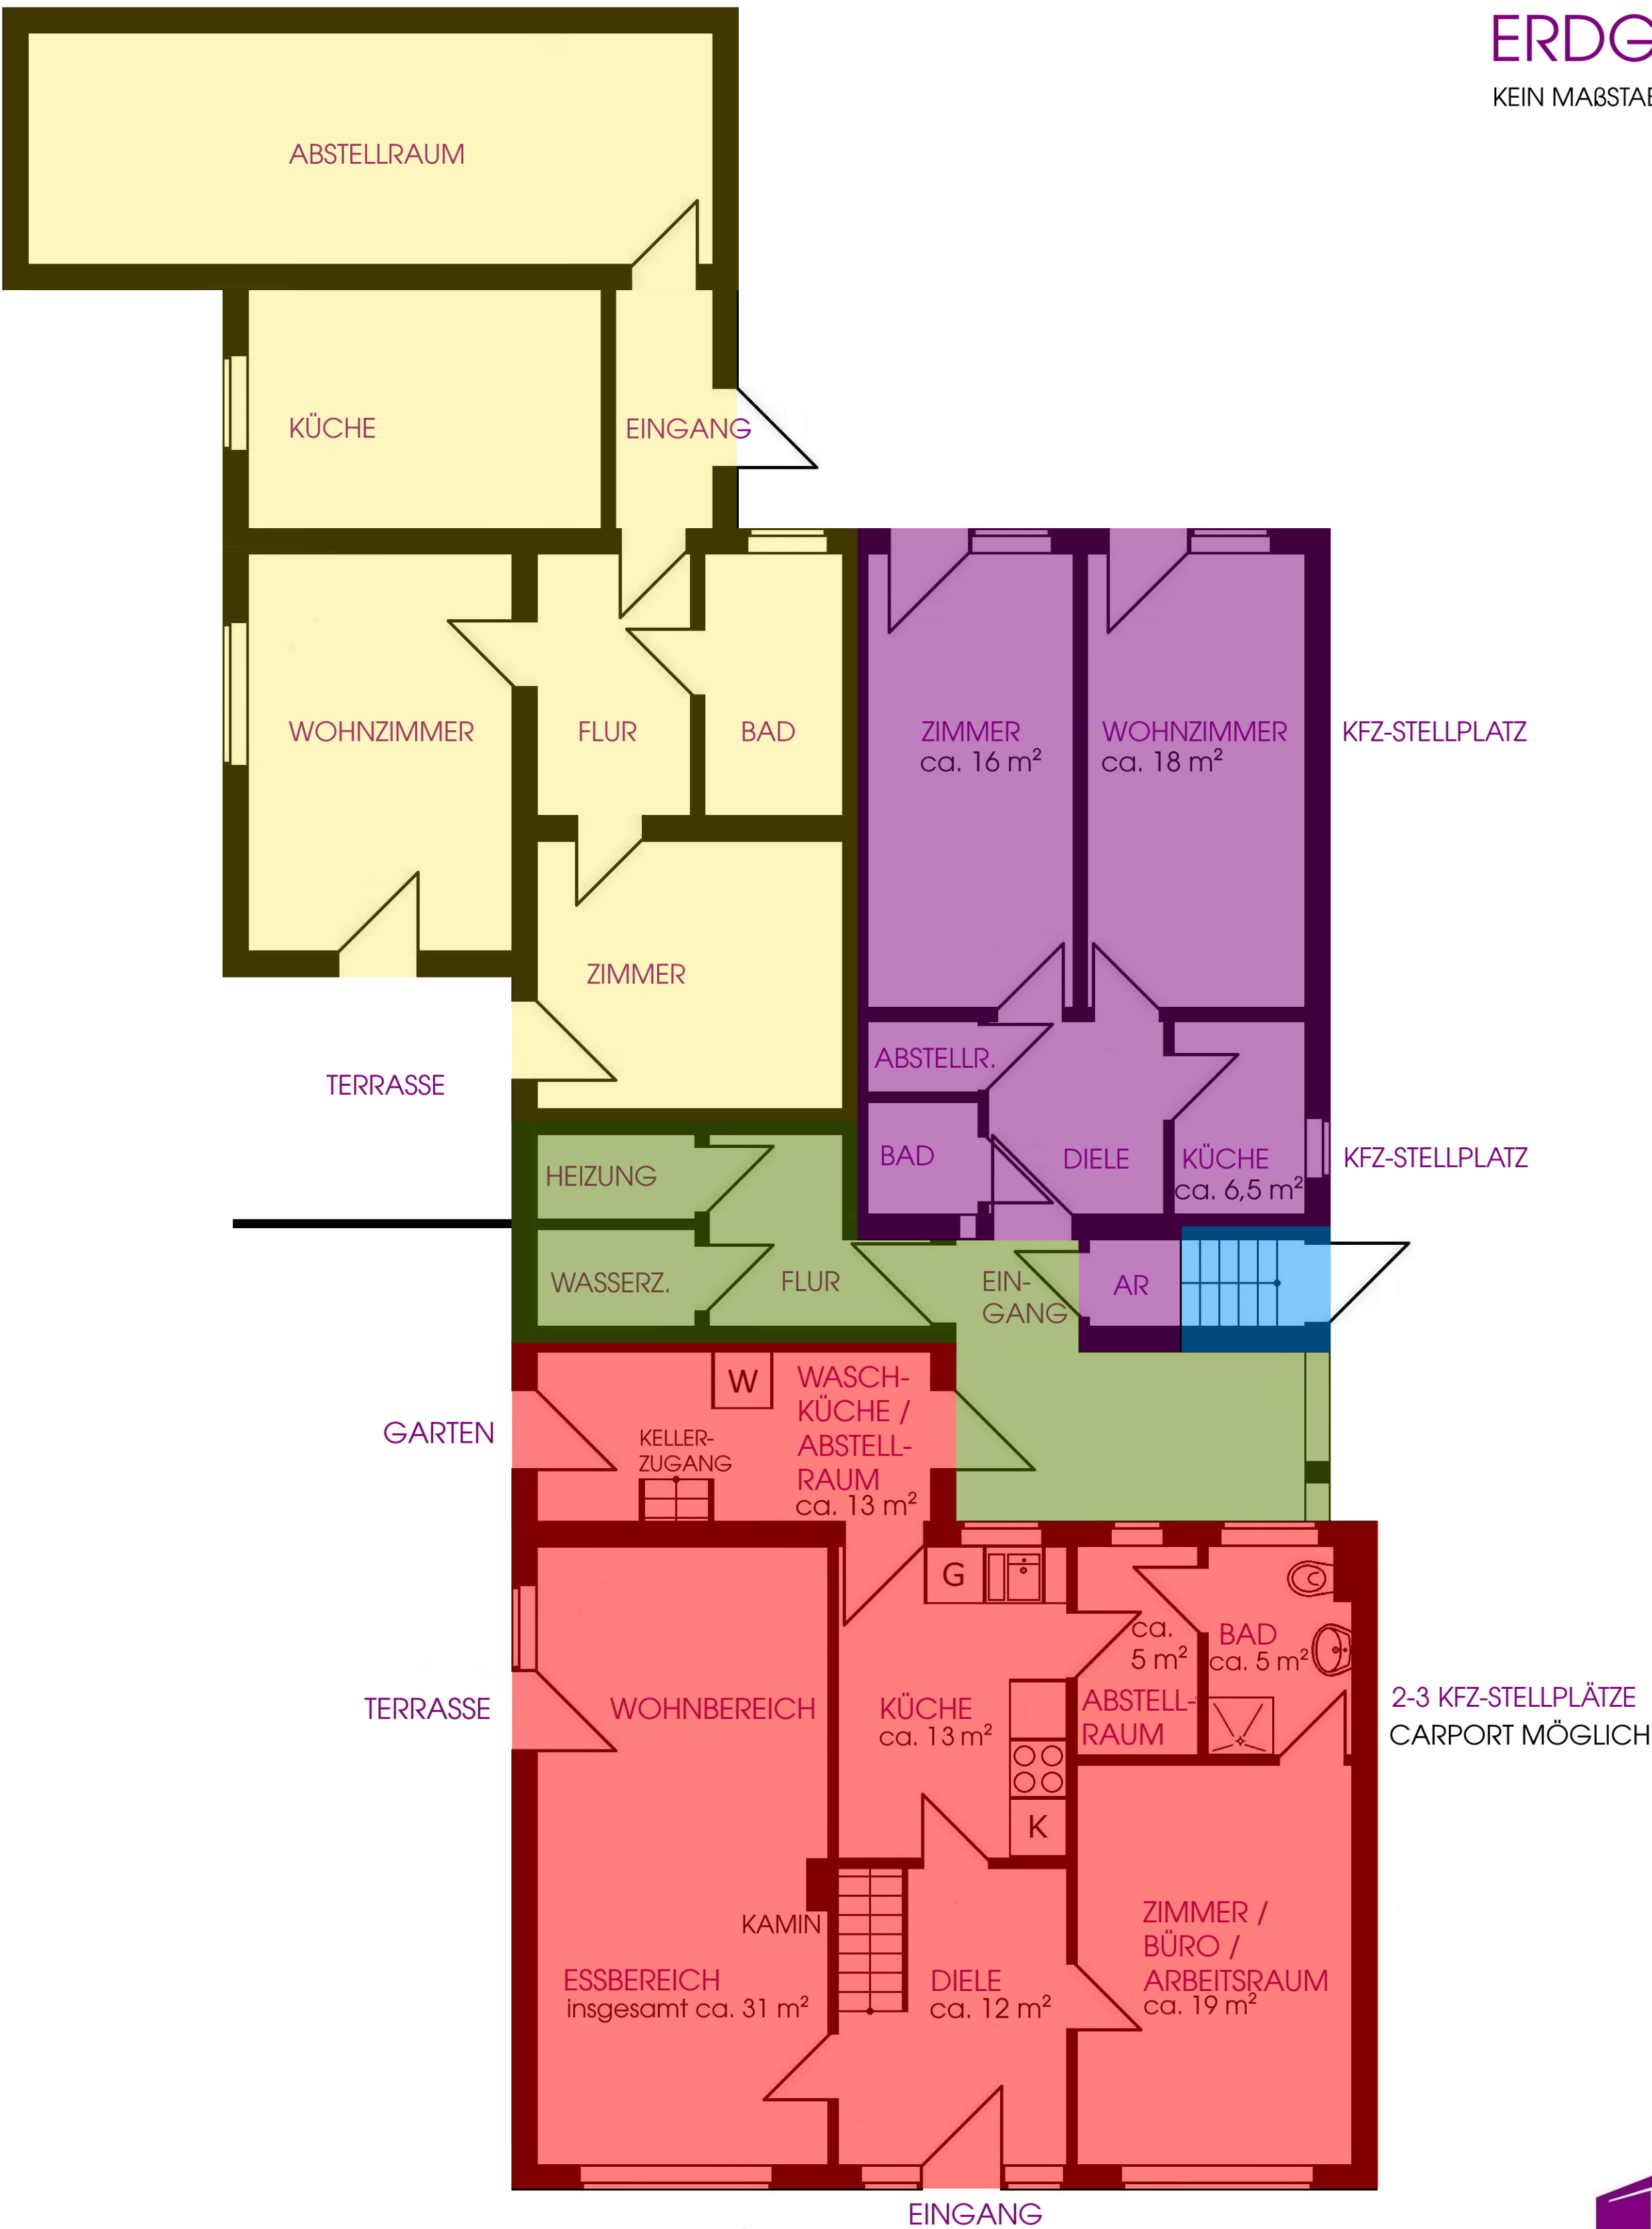 ERDG
KEIN MAßSTAB
ABSTELLRAUM
KÜCHE
EINGANG
WOHNZIMMER
FLUR
BAD
ZIMMER
ca. 16 m²
WOHNZIMMER
ca. 18 m²
KFZ-STELLPLATZ
ZIMMER
TERRASSE
ABSTELLR.
BAD
DIELE
KÜCHE
ca. 6,5 m²
KFZ-STELLPLATZ
HEIZUNG
WASSERZ.
FLUR
EIN-
GANG
AR
GARTEN
W
KELLER-
ZUGANG
WASCH-
KÜCHE /
ABSTELL-
RAUM
ca. 13 m²
G
ca.
5 m²
ABSTELL-
RAUM
BAD
ca. 5 m²
TERRASSE
WOHNBEREICH
KÜCHE
ca. 13 m²
2-3 KFZ-STELLPLÄTZE
CARPORT MÖGLICH
K
KAMIN
ESSBEREICH
insgesamt ca. 31 m²
DIELE
ca. 12 m²
ZIMMER /
BÜRO /
ARBEITSRAUM
ca. 19 m²
EINGANG